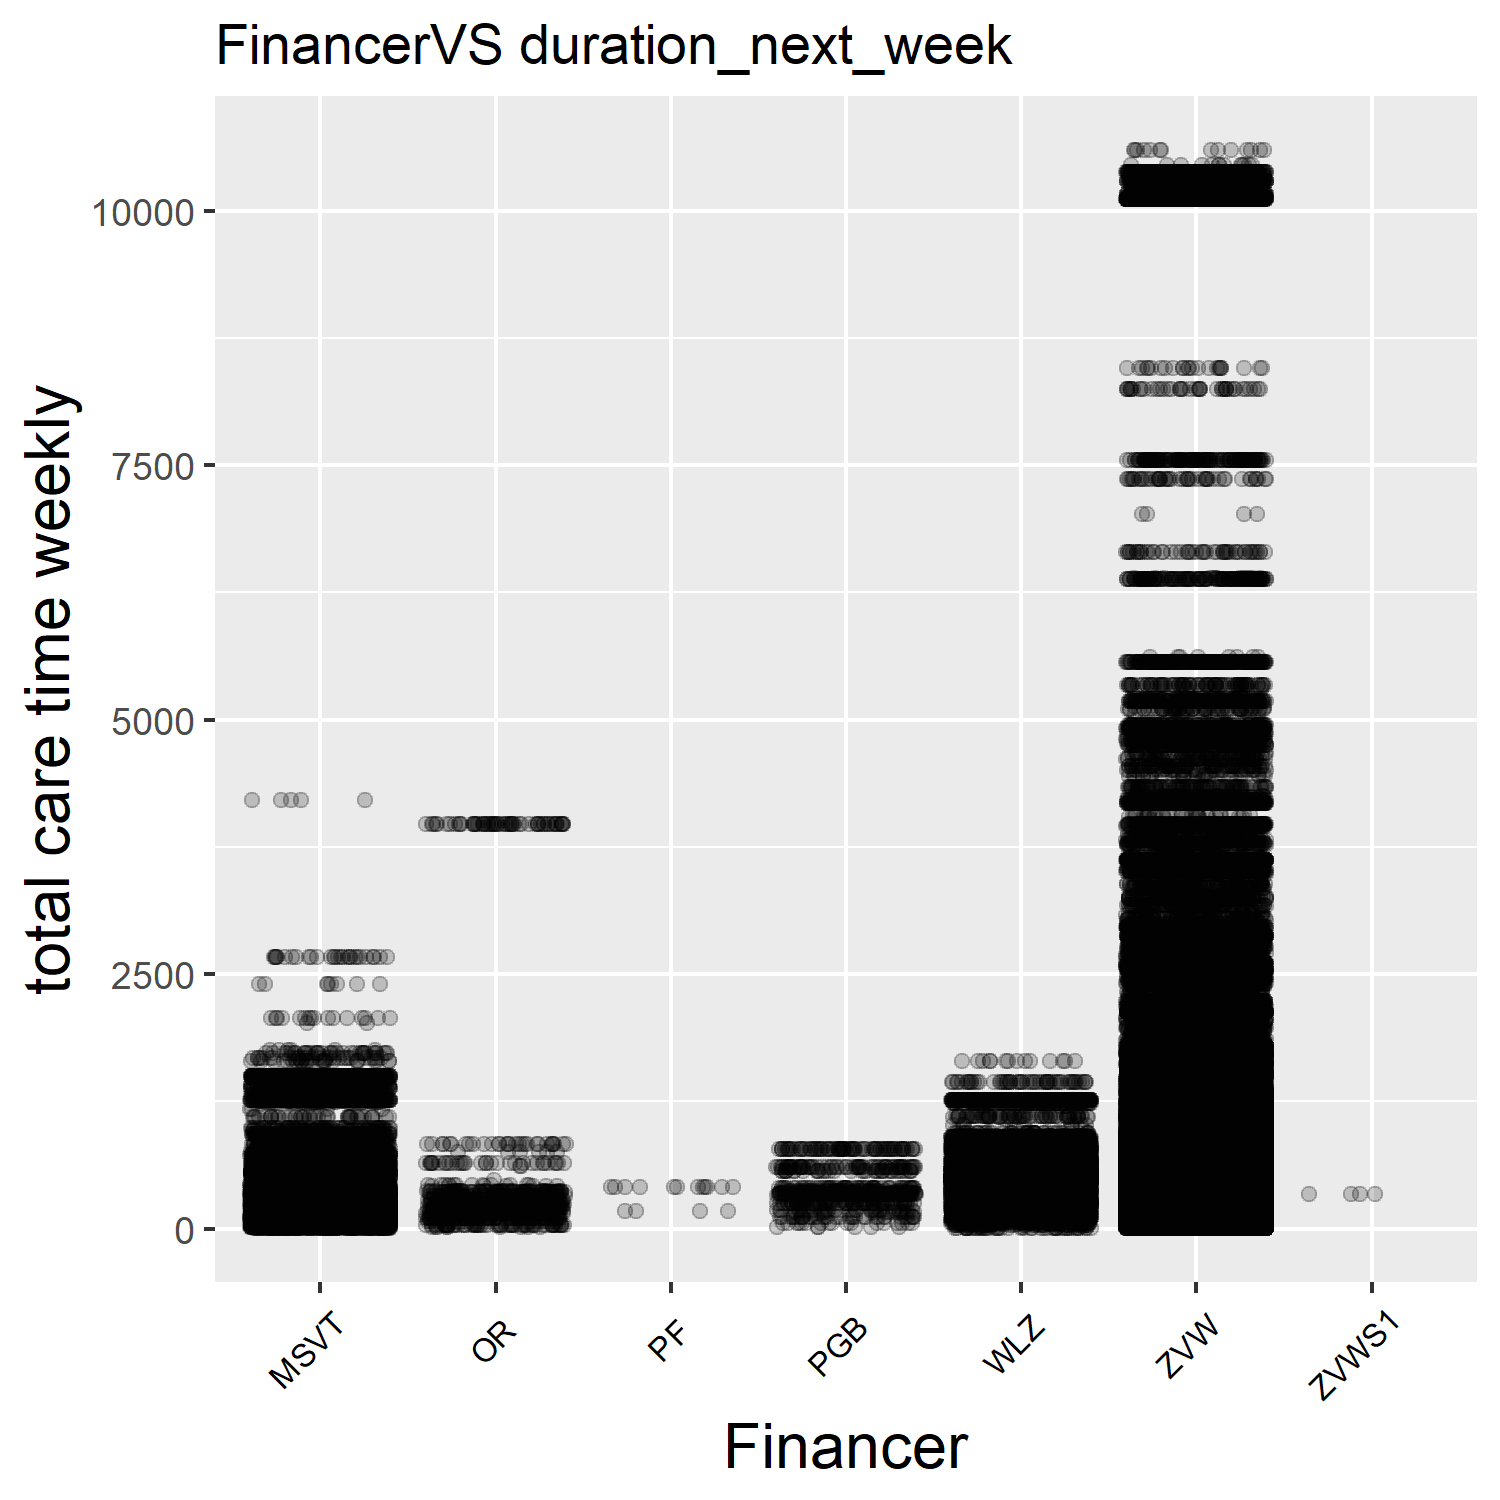 FinancerVS duration_next_week
total care time weekly
10000
7500
5000
2500
0
MSVT
OR
PF
PGB
WLZ
ZVW
ZVWS1
Financer